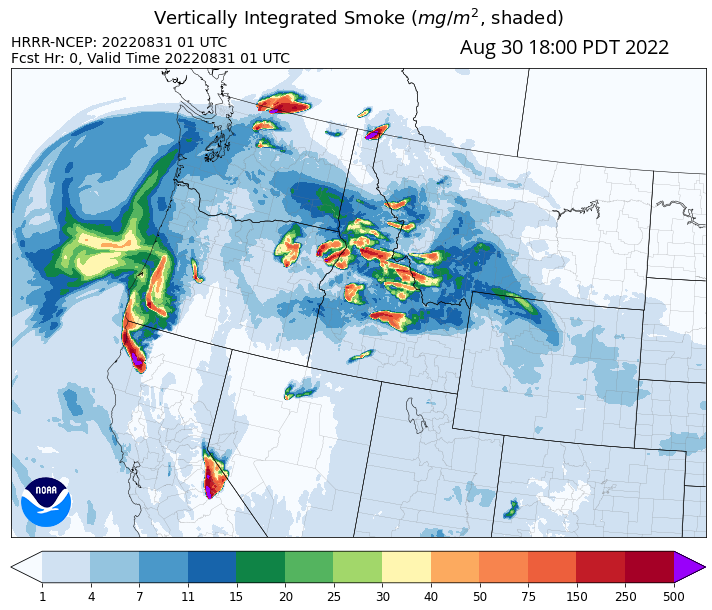 Vertically Integrated Smoke (mg/m², shaded)
HRRR-NCEP: 20220831 01 UTC
Fcst Hr: 0, Valid Time 20220831 01 UTC
Aug 30 18:00 PDT 2022
NOAA
1 4 7 11 15 20 25 30 40 50 75 150 250 500